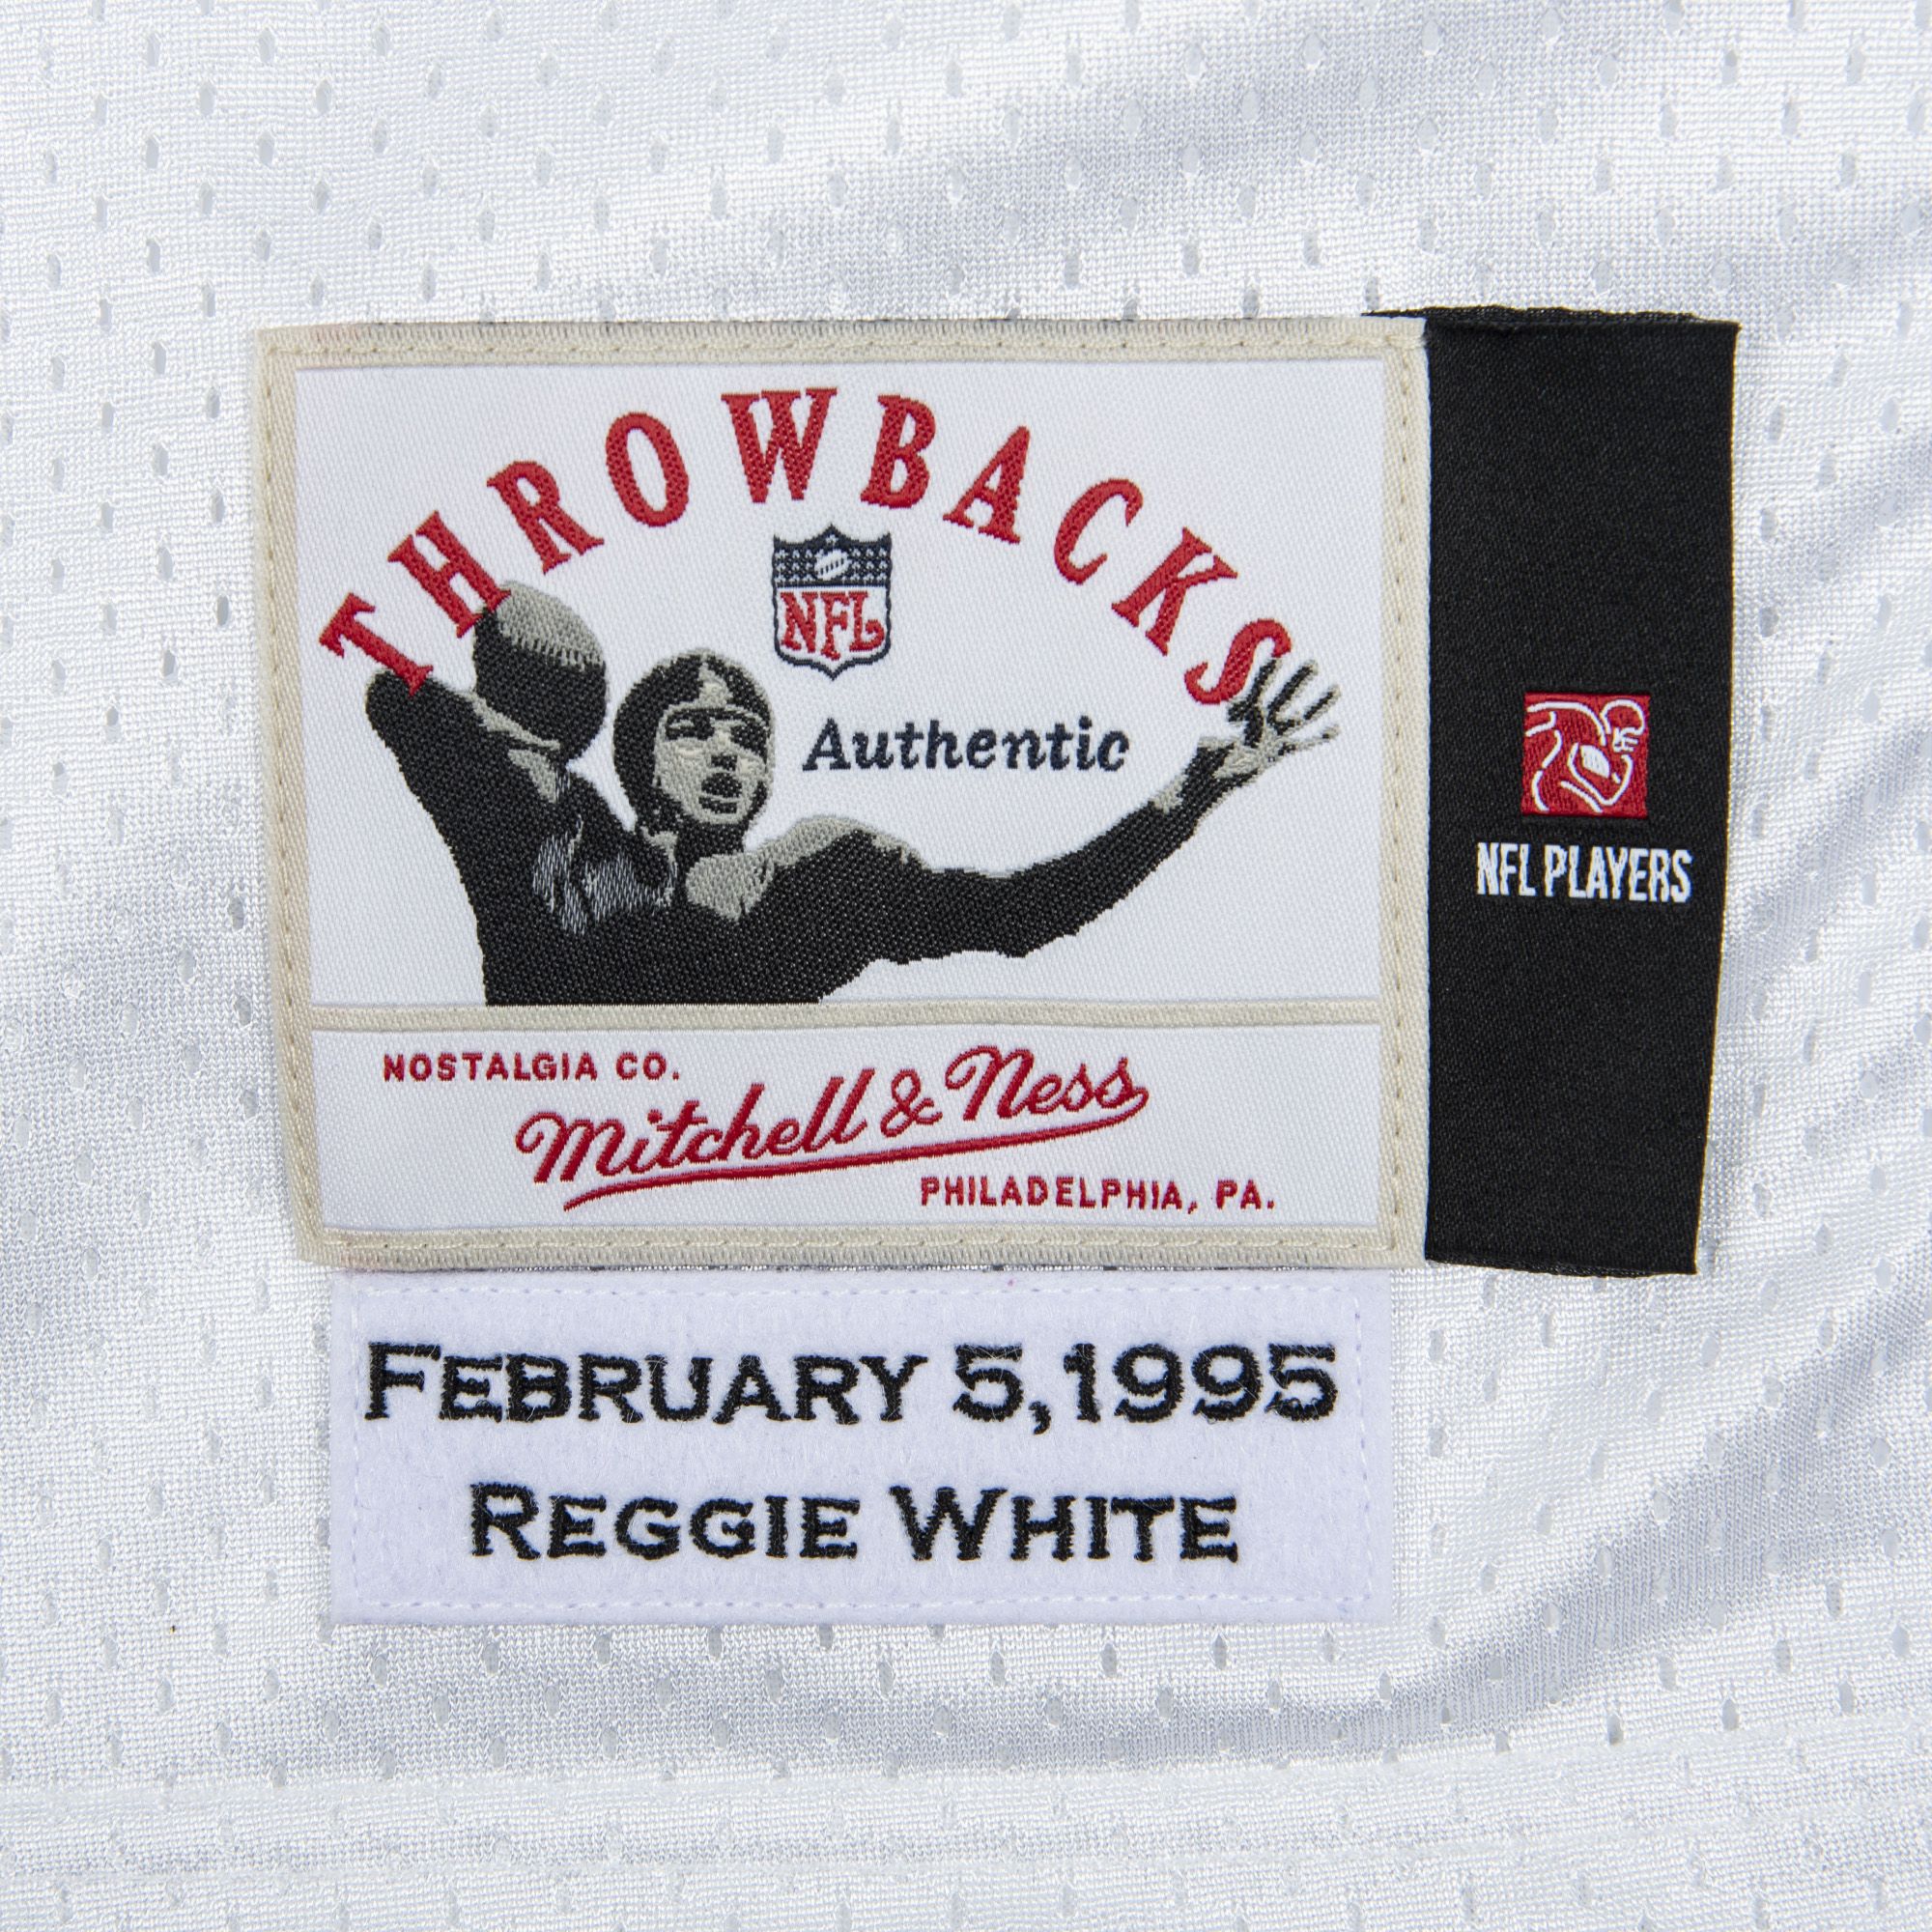 THROWBACKS
NFL
Authentic
NOSTALGIA CO.
Mitchell & Ness
PHILADELPHIA, PA.
NFL PLAYERS
FEBRUARY 5,1995
REGGIE WHITE